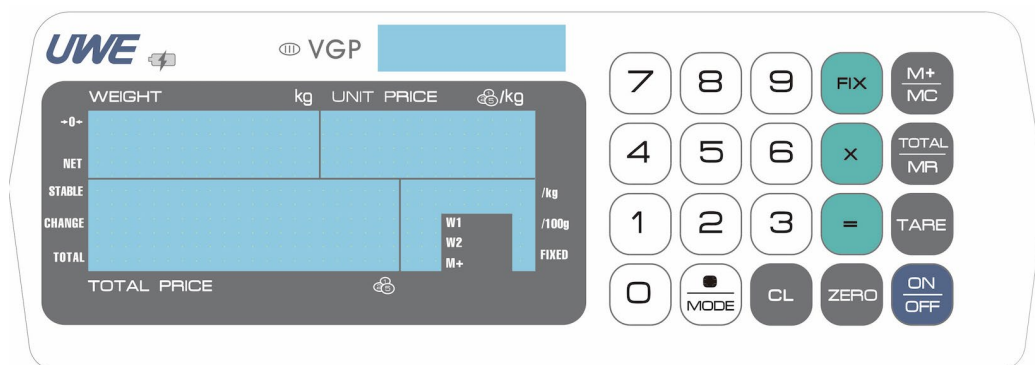 UWE VGP
WEIGHT kg UNIT PRICE /kg
→0←
NET
STABLE /kg
CHANGE W1 /100g
W2
TOTAL M+ FIXED
TOTAL PRICE
7 8 9 FIX M+ MC
4 5 6 × TOTAL MR
1 2 3 = TARE
0 MODE CL ZERO ON OFF